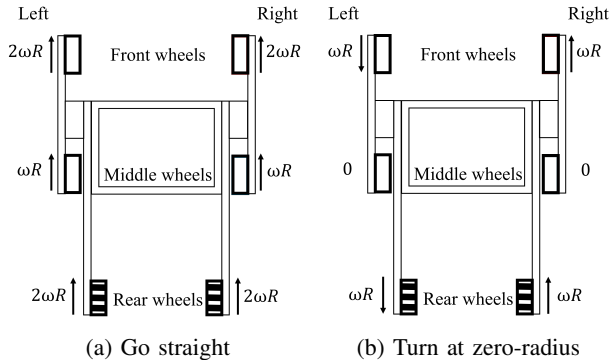 Left Right
2ωR Front wheels 2ωR
ωR Middle wheels ωR
2ωR Rear wheels 2ωR
(a) Go straight
Left Right
ωR Front wheels ωR
0 Middle wheels 0
ωR Rear wheels ωR
(b) Turn at zero-radius